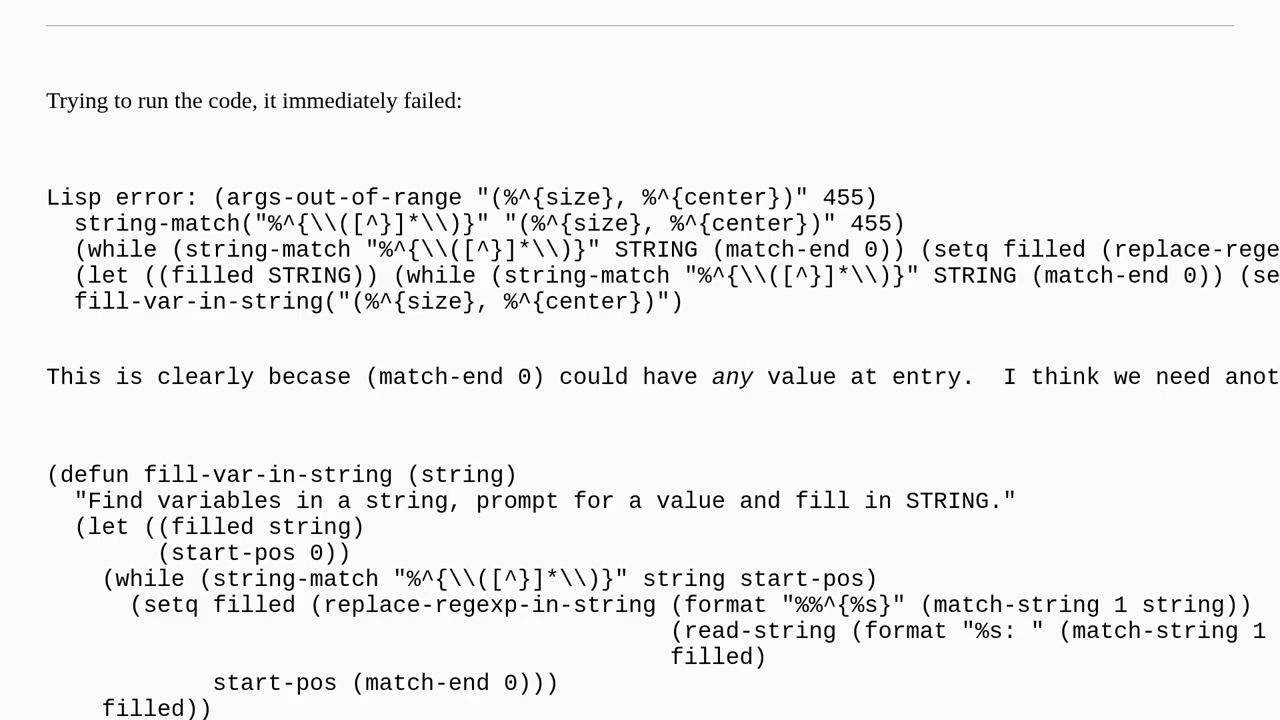 Trying to run the code, it immediately failed:
Lisp error: (args-out-of-range "(%^{size}, %^{center})" 455)
  string-match("%^{\\([^}]*\\)}" "(%^{size}, %^{center})" 455)
  (while (string-match "%^{\\([^}]*\\)}" STRING (match-end 0)) (setq filled (replace-rege
  (let ((filled STRING)) (while (string-match "%^{\\([^}]*\\)}" STRING (match-end 0)) (se
  fill-var-in-string("(%^{size}, %^{center})")
This is clearly becase (match-end 0) could have any value at entry.  I think we need anot
(defun fill-var-in-string (string)
  "Find variables in a string, prompt for a value and fill in STRING."
  (let ((filled string)
        (start-pos 0))
    (while (string-match "%^{\\([^}]*\\)}" string start-pos)
      (setq filled (replace-regexp-in-string (format "%%^{%s}" (match-string 1 string))
                                             (read-string (format "%s: " (match-string 1
                                             filled)
            start-pos (match-end 0)))
    filled))